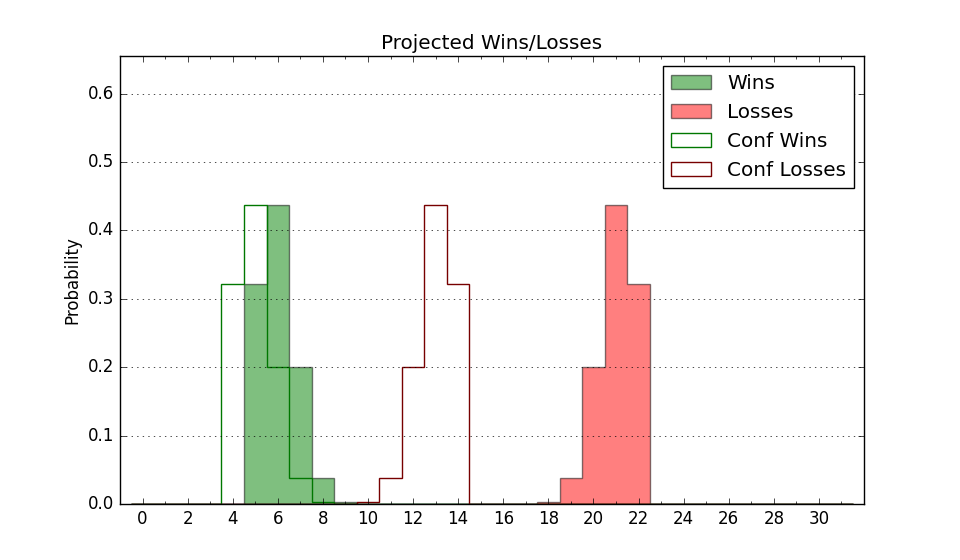 Projected Wins/Losses
Wins
Losses
Conf Wins
Conf Losses
Probability
0.6
0.5
0.4
0.3
0.2
0.1
0.0
0 2 4 6 8 10 12 14 16 18 20 22 24 26 28 30